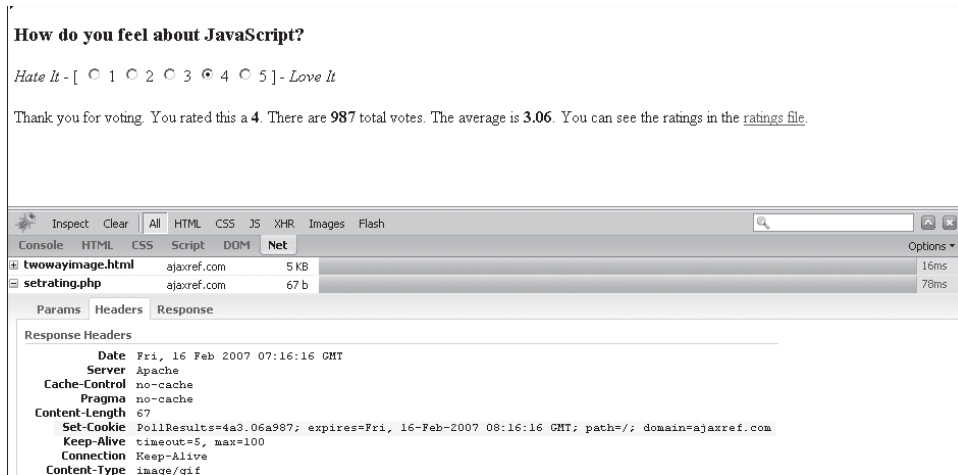 How do you feel about JavaScript?
Hate It - [ 1 2 3 4 5 ] - Love It
Thank you for voting. You rated this a 4. There are 987 total votes. The average is 3.06. You can see the ratings in the ratings file.
Inspect Clear All HTML CSS JS XHR Images Flash
Console HTML CSS Script DOM Net Options
twowayimage.html ajaxref.com 5 KB 16ms
setrating.php ajaxref.com 67 b 78ms
Params Headers Response
Response Headers
Date Fri, 16 Feb 2007 07:16:16 GMT
Server Apache
Cache-Control no-cache
Pragma no-cache
Content-Length 67
Set-Cookie PollResults=4a3.06a987; expires=Fri, 16-Feb-2007 08:16:16 GMT; path=/; domain=ajaxref.com
Keep-Alive timeout=5, max=100
Connection Keep-Alive
Content-Type image/gif